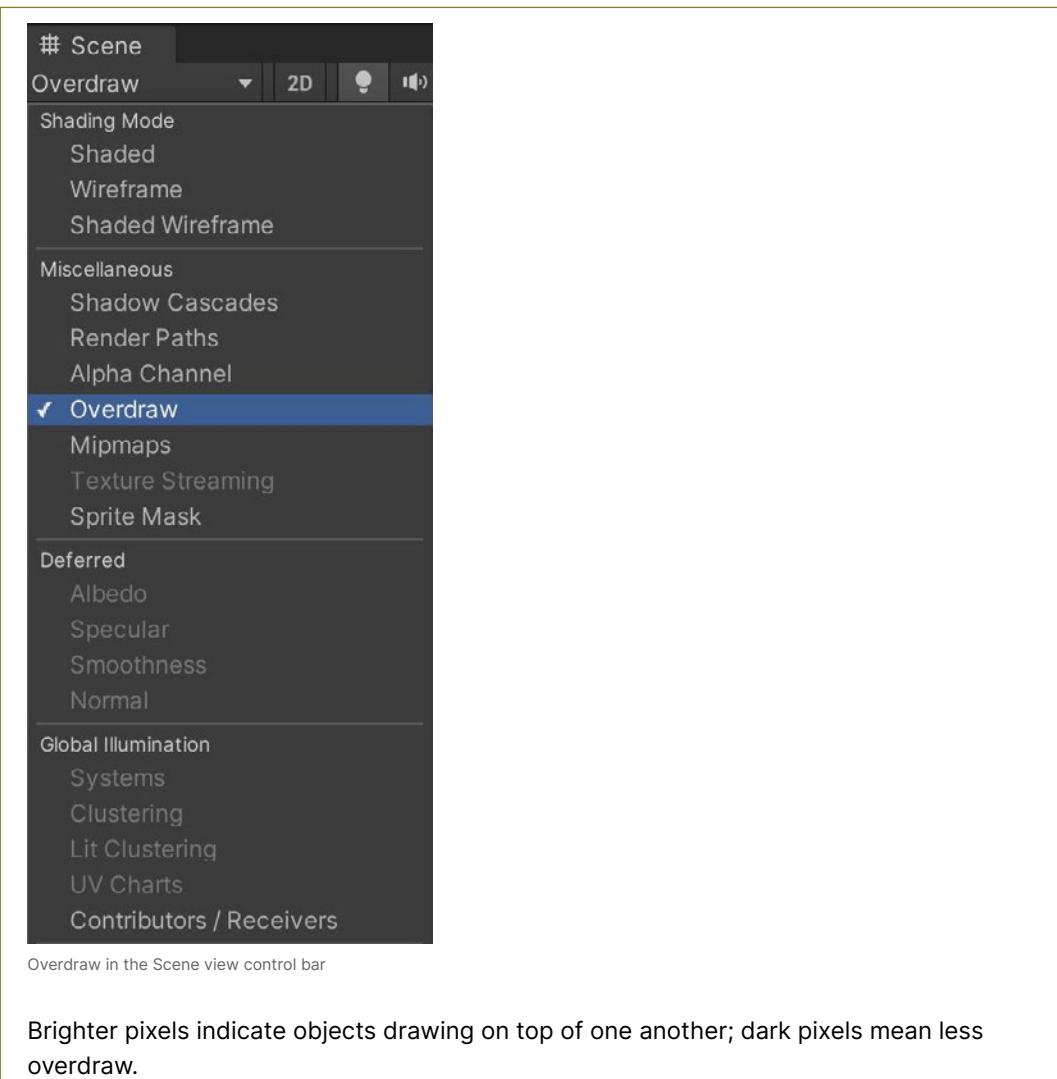 Scene
Overdraw 2D
Shading Mode
Shaded
Wireframe
Shaded Wireframe
Miscellaneous
Shadow Cascades
Render Paths
Alpha Channel
✓ Overdraw
Mipmaps
Texture Streaming
Sprite Mask
Deferred
Albedo
Specular
Smoothness
Normal
Global Illumination
Systems
Clustering
Lit Clustering
UV Charts
Contributors / Receivers
Overdraw in the Scene view control bar
Brighter pixels indicate objects drawing on top of one another; dark pixels mean less
overdraw.